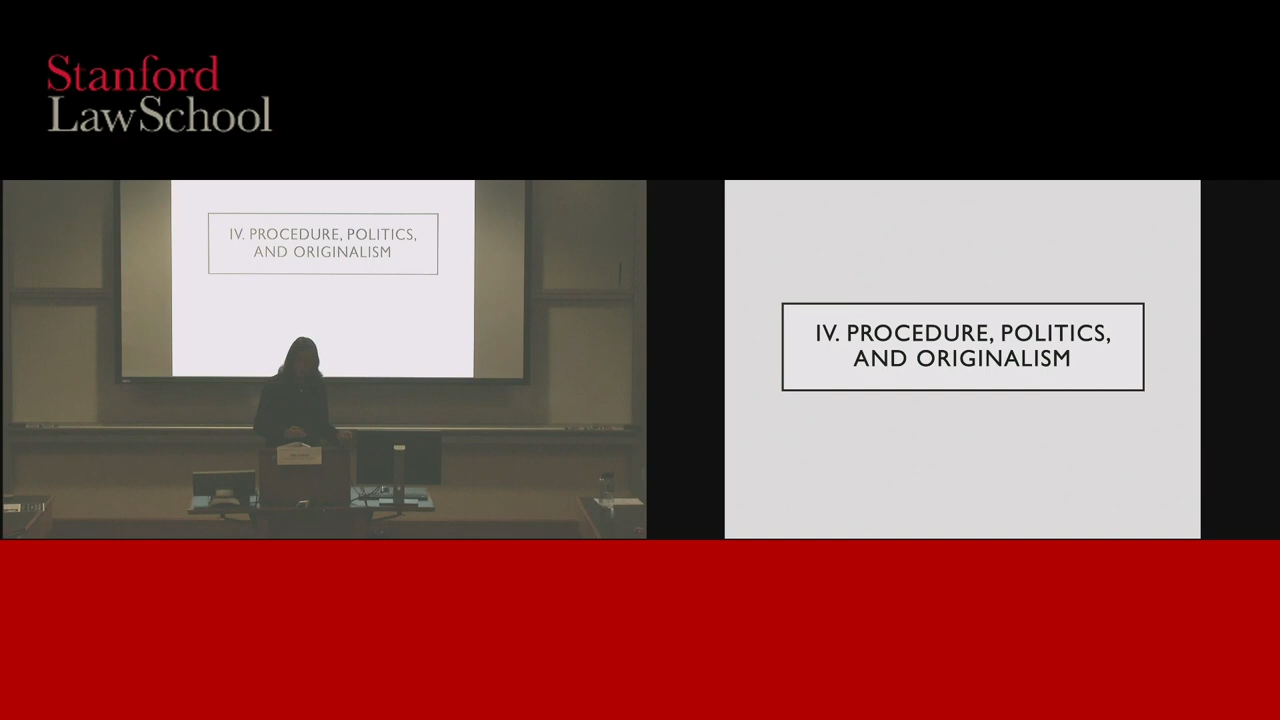 Stanford
LawSchool
IV. PROCEDURE, POLITICS,
AND ORIGINALISM
IV. PROCEDURE, POLITICS,
AND ORIGINALISM